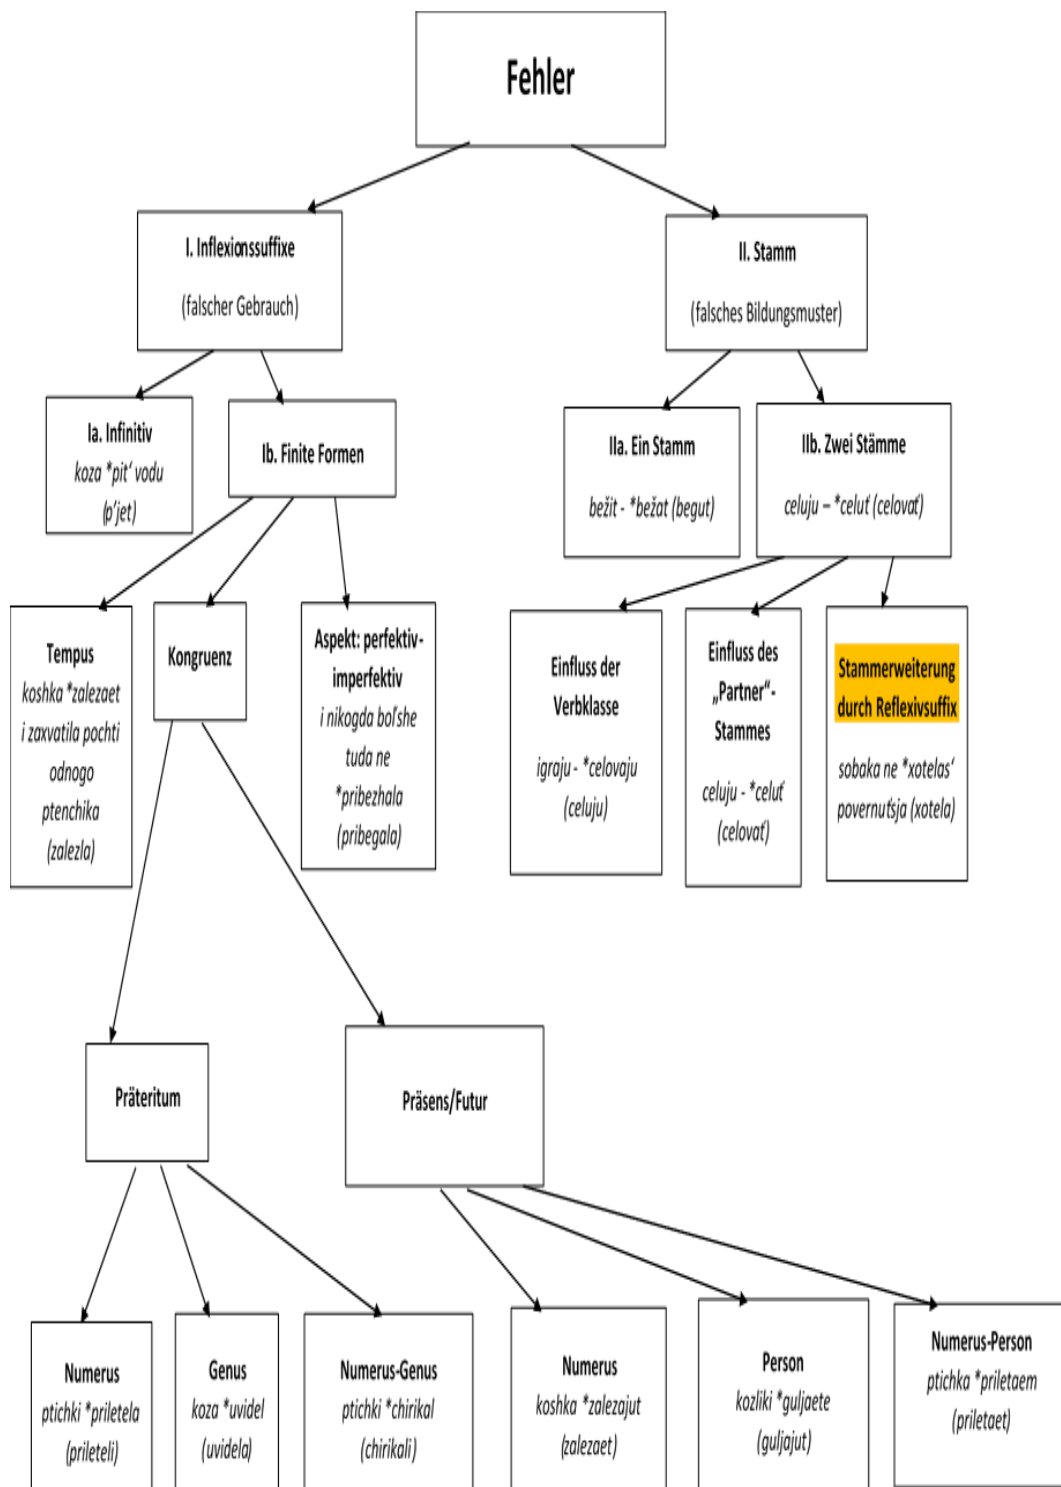 Fehler
I. Inflexionssuffixe
(falscher Gebrauch)
II. Stamm
(falsches Bildungsmuster)
Ia. Infinitiv
koza *pit‘ vodu
(p’jet)
Ib. Finite Formen
IIa. Ein Stamm
bežit - *bežat (begut)
IIb. Zwei Stämme
celuju – *celut’ (celovat’)
Tempus
koshka *zalezaet
i zaxvatila pochti
odnogo
ptenchika
(zalezla)
Kongruenz
Aspekt: perfektiv-
imperfektiv
i nikogda bol’she
tuda ne
*pribezhala
(pribegala)
Einfluss der
Verbklasse
igraju - *celovaju
(celuju)
Einfluss des
„Partner“-
Stammes
celuju - *celut’
(celovat’)
Stammerweiterung
durch Reflexivsuffix
sobaka ne *xotelas‘
povernut’sja (xotela)
Präteritum
Präsens/Futur
Numerus
ptichki *priletela
(prileteli)
Genus
koza *uvidel
(uvidela)
Numerus-Genus
ptichki *chirikal
(chirikali)
Numerus
koshka *zalezajut
(zalezaet)
Person
kozliki *guljaete
(guljajut)
Numerus-Person
ptichka *priletaem
(priletaet)